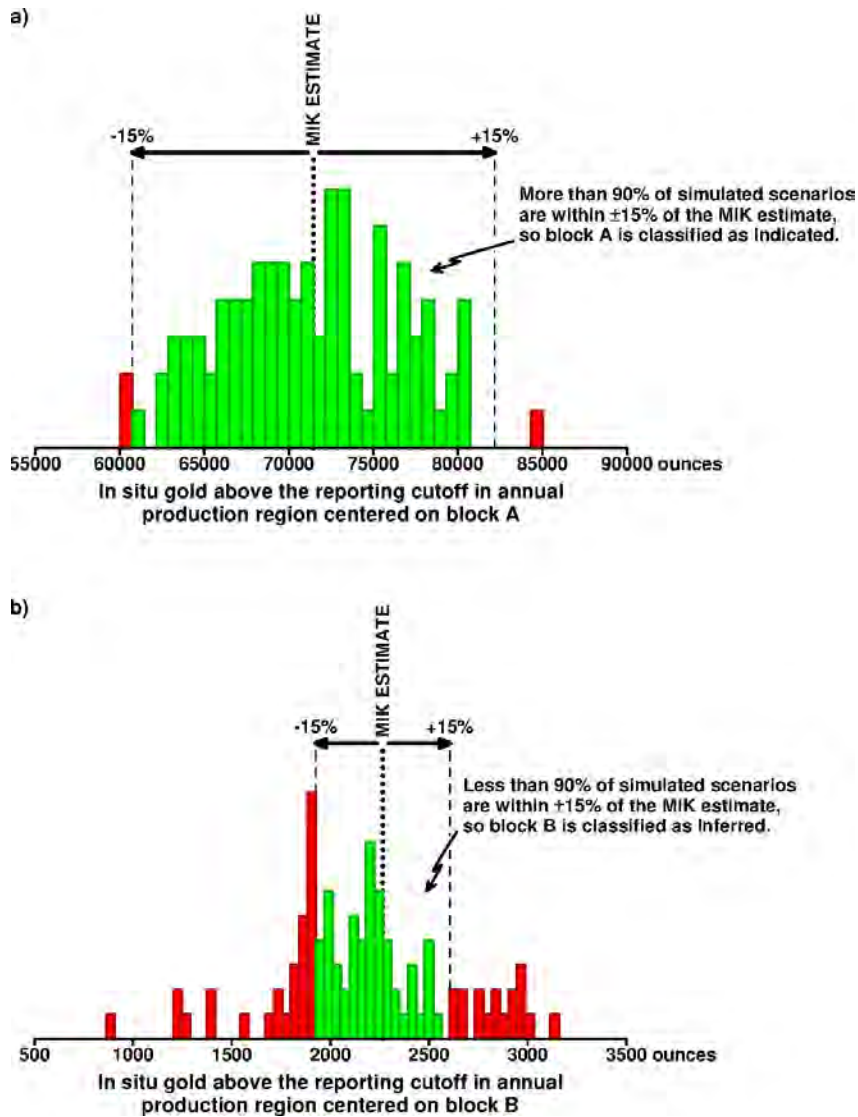 a)
MIK ESTIMATE
-15%
+15%
More than 90% of simulated scenarios
are within ±15% of the MIK estimate,
so block A is classified as Indicated.
55000 60000 65000 70000 75000 80000 85000 90000 ounces
In situ gold above the reporting cutoff in annual
production region centered on block A
b)
MIK ESTIMATE
-15%
+15%
Less than 90% of simulated scenarios
are within ±15% of the MIK estimate,
so block B is classified as Inferred.
500 1000 1500 2000 2500 3000 3500 ounces
In situ gold above the reporting cutoff in annual
production region centered on block B